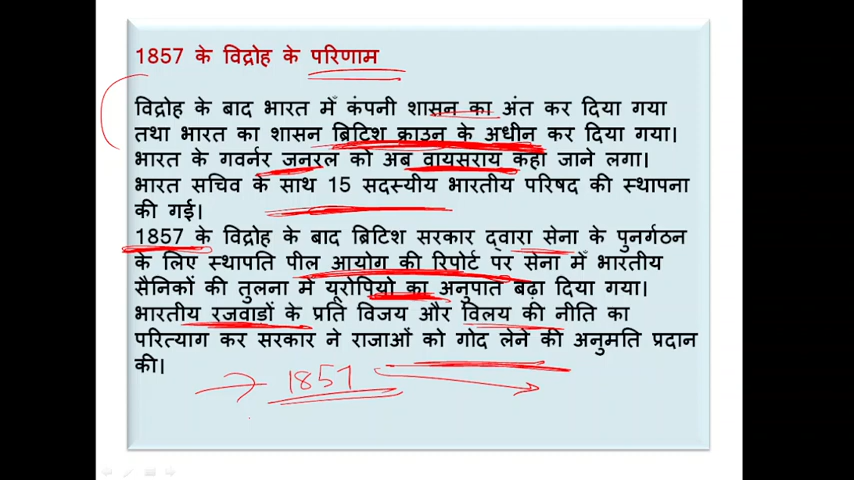 1857 के विद्रोह के परिणाम
विद्रोह के बाद भारत में कंपनी शासन का अंत कर दिया गया
तथा भारत का शासन ब्रिटिश क्राउन के अधीन कर दिया गया।
भारत के गवर्नर जनरल को अब वायसराय कहा जाने लगा।
भारत सचिव के साथ 15 सदस्यीय भारतीय परिषद की स्थापना
की गई।
1857 के विद्रोह के बाद ब्रिटिश सरकार द्वारा सेना के पुनर्गठन
के लिए स्थापति पील आयोग की रिपोर्ट पर सेना में भारतीय
सैनिकों की तुलना में यूरोपियो का अनुपात बढ़ा दिया गया।
भारतीय रजवाडों के प्रति विजय और विलय की नीति का
परित्याग कर सरकार ने राजाओं को गोद लेने की अनुमति प्रदान
की।
1857